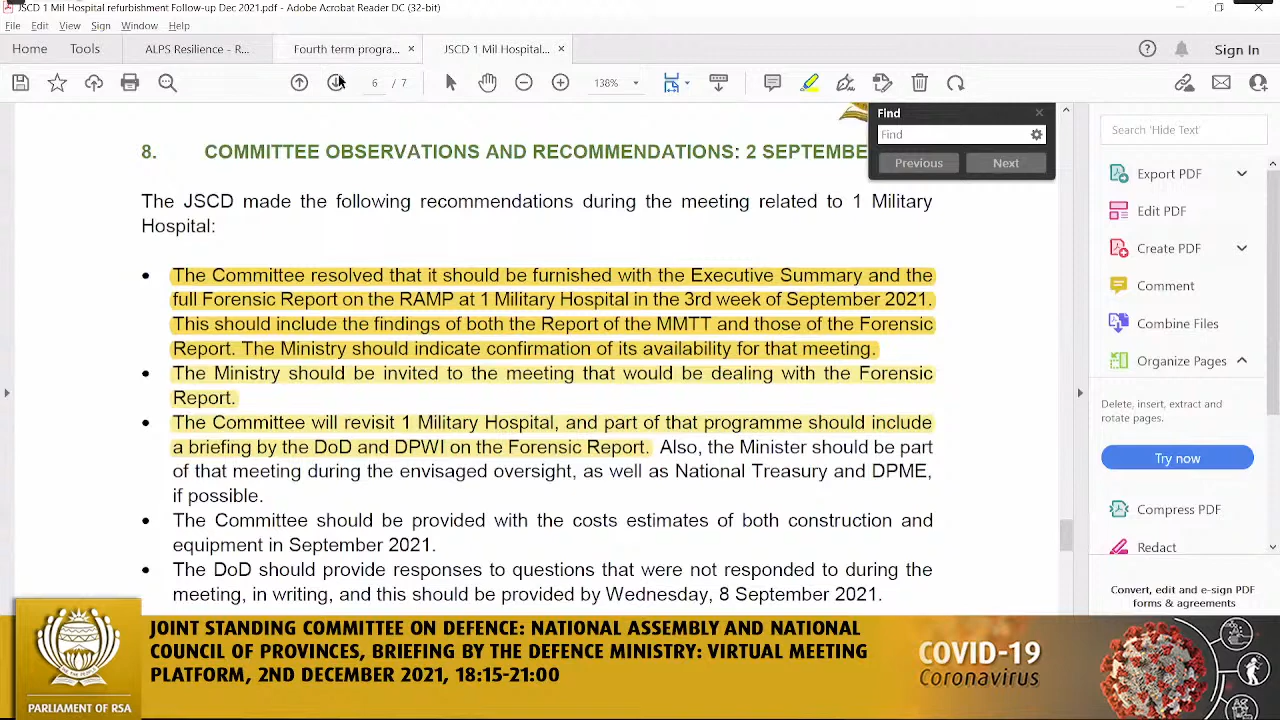 JSCD 1 Mil Hospital refurbishment Follow-up Dec 2021.pdf - Adobe Acrobat Reader DC (32-bit)
File Edit View Sign Window Help
Home Tools ALPS Resilience - R... Fourth term progra... × JSCD 1 Mil Hospital... × Sign In
6 / 7 138%
Find
Find
Previous Next
8. COMMITTEE OBSERVATIONS AND RECOMMENDATIONS: 2 SEPTEMBE
The JSCD made the following recommendations during the meeting related to 1 Military
Hospital:
• The Committee resolved that it should be furnished with the Executive Summary and the
full Forensic Report on the RAMP at 1 Military Hospital in the 3rd week of September 2021.
This should include the findings of both the Report of the MMTT and those of the Forensic
Report. The Ministry should indicate confirmation of its availability for that meeting.
• The Ministry should be invited to the meeting that would be dealing with the Forensic
Report.
• The Committee will revisit 1 Military Hospital, and part of that programme should include
a briefing by the DoD and DPWI on the Forensic Report. Also, the Minister should be part
of that meeting during the envisaged oversight, as well as National Treasury and DPME,
if possible.
• The Committee should be provided with the costs estimates of both construction and
equipment in September 2021.
• The DoD should provide responses to questions that were not responded to during the
meeting, in writing, and this should be provided by Wednesday, 8 September 2021.
Search 'Hide Text'
Export PDF
Edit PDF
Create PDF
Comment
Combine Files
Organize Pages
Delete, insert, extract and
rotate pages.
Try now
Compress PDF
Redact
Convert, edit and e-sign PDF
forms & agreements
JOINT STANDING COMMITTEE ON DEFENCE: NATIONAL ASSEMBLY AND NATIONAL
COUNCIL OF PROVINCES, BRIEFING BY THE DEFENCE MINISTRY: VIRTUAL MEETING
PLATFORM, 2ND DECEMBER 2021, 18:15-21:00
PARLIAMENT OF RSA
COVID-19
Coronavirus